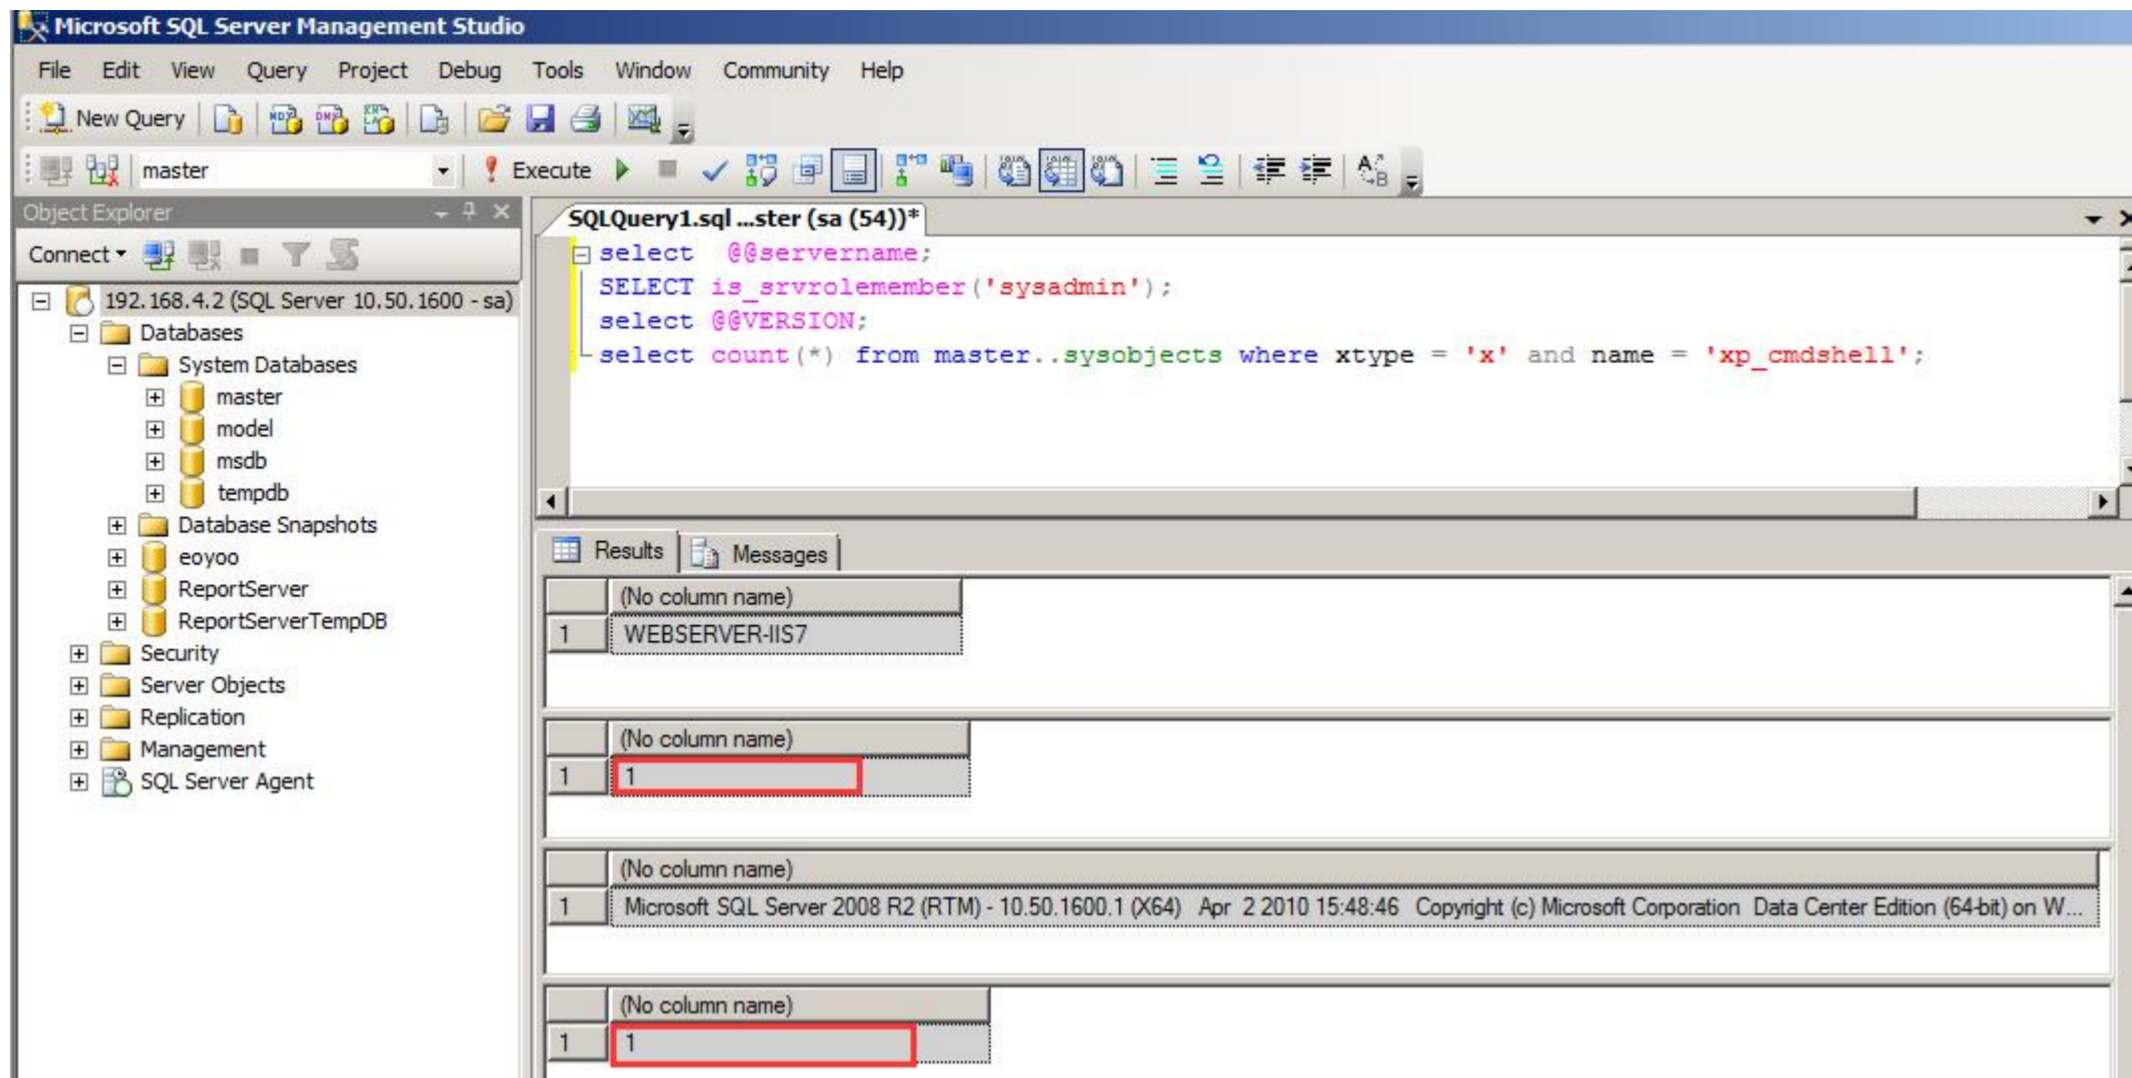 Microsoft SQL Server Management Studio
File Edit View Query Project Debug Tools Window Community Help
New Query
master Execute
Object Explorer
Connect
192.168.4.2 (SQL Server 10.50.1600 - sa)
Databases
System Databases
master
model
msdb
tempdb
Database Snapshots
eoyoo
ReportServer
ReportServerTempDB
Security
Server Objects
Replication
Management
SQL Server Agent
SQLQuery1.sql ...ster (sa (54))*
select  @@servername;
SELECT is_srvrolemember('sysadmin');
select @@VERSION;
select count(*) from master..sysobjects where xtype = 'x' and name = 'xp_cmdshell';
Results Messages
(No column name)
1 WEBSERVER-IIS7
(No column name)
1 1
(No column name)
1 Microsoft SQL Server 2008 R2 (RTM) - 10.50.1600.1 (X64) Apr 2 2010 15:48:46 Copyright (c) Microsoft Corporation Data Center Edition (64-bit) on W...
(No column name)
1 1